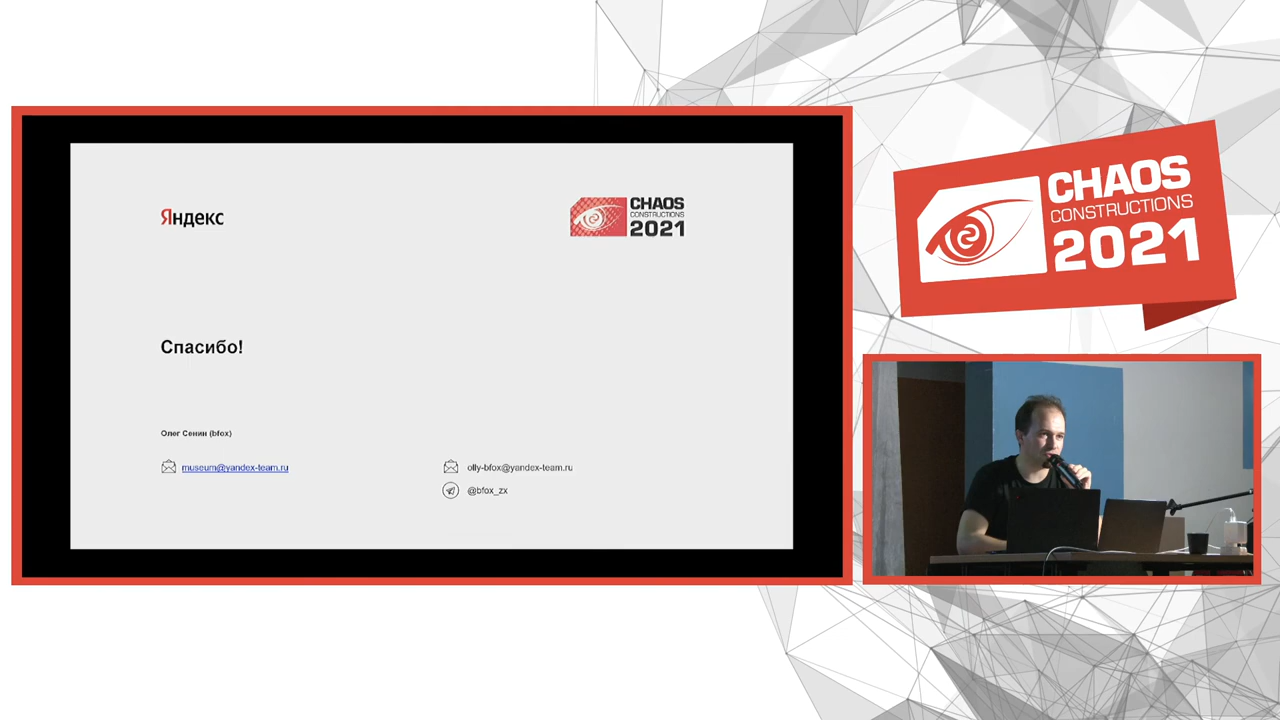 Яндекс
CHAOS
CONSTRUCTIONS
2021
Спасибо!
Олег Сенин (bfox)
museum@yandex-team.ru
olly-bfox@yandex-team.ru
@bfox_zx
CHAOS
CONSTRUCTIONS
2021